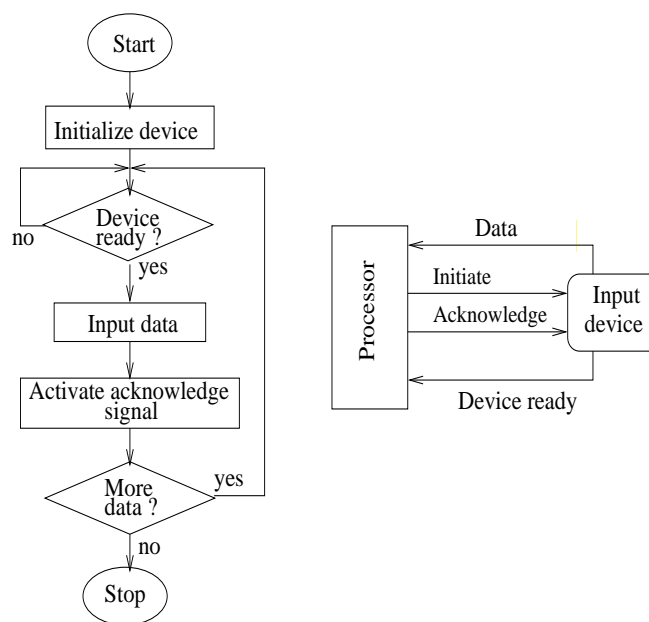 Start
Initialize device
Device
ready ?
no
yes
Input data
Activate acknowledge
signal
More
data ?
yes
no
Stop
Data
Initiate
Acknowledge
Processor
Input
device
Device ready